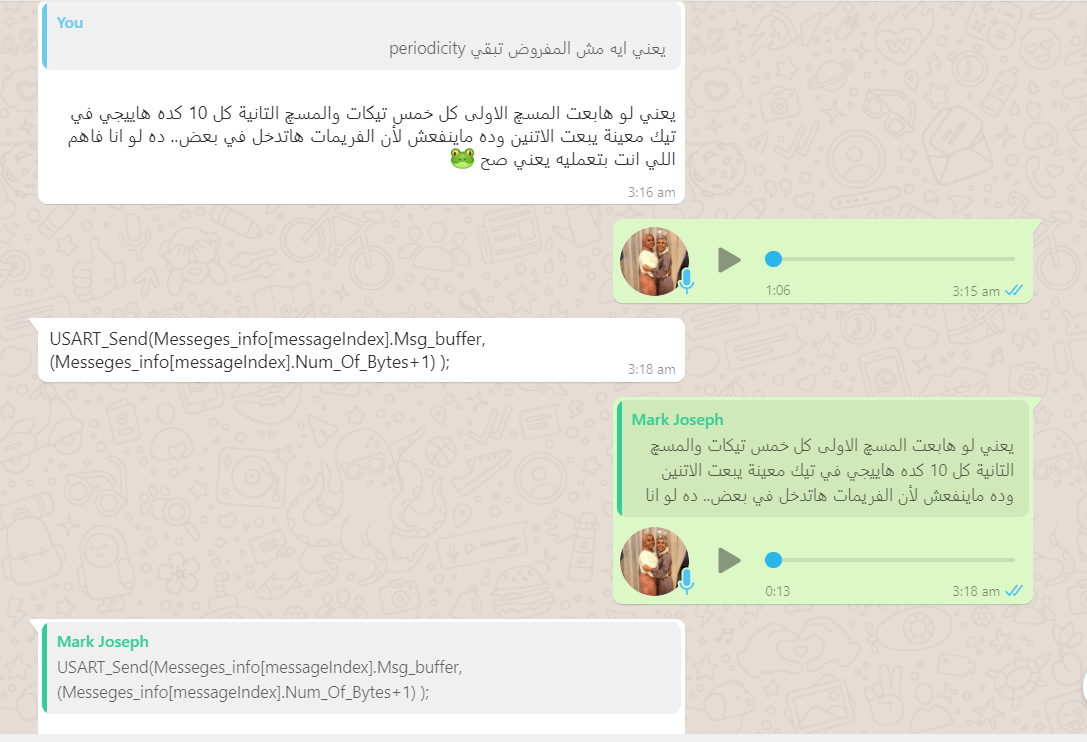 You
يعني ايه مش المفروض تبقي periodicity
يعني لو هابعت المسچ الاولى كل خمس تيكات والمسچ التانية كل 10 كده هاييجي في
تيك معينة يبعت الاتنين وده ماينفعش لأن الفريمات هاتدخل في بعض.. ده لو انا فاهم
اللي انت بتعمليه يعني صح 🐸
3:16 am
1:06
3:15 am
USART_Send(Messeges_info[messageIndex].Msg_buffer,
(Messeges_info[messageIndex].Num_Of_Bytes+1) );
3:18 am
Mark Joseph
يعني لو هابعت المسچ الاولى كل خمس تيكات والمسچ
التانية كل 10 كده هاييجي في تيك معينة يبعت الاتنين
وده ماينفعش لأن الفريمات هاتدخل في بعض.. ده لو انا
0:13
3:18 am
Mark Joseph
USART_Send(Messeges_info[messageIndex].Msg_buffer,
(Messeges_info[messageIndex].Num_Of_Bytes+1) );